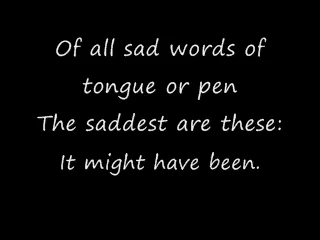 Of all sad words of
tongue or pen
The saddest are these:
It might have been.